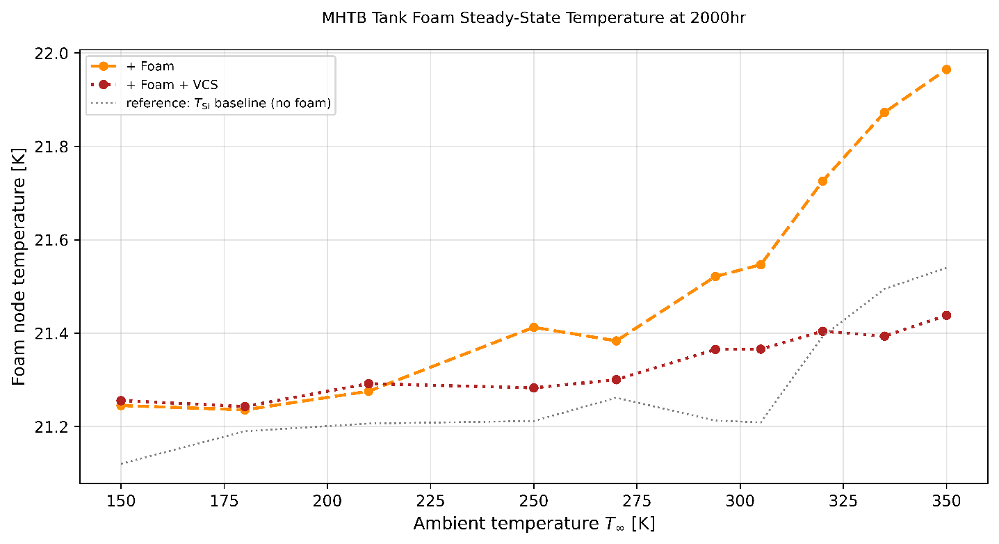 MHTB Tank Foam Steady-State Temperature at 2000hr
+ Foam
+ Foam + VCS
reference: T_Si baseline (no foam)
Foam node temperature [K]
22.0
21.8
21.6
21.4
21.2
150 175 200 225 250 275 300 325 350
Ambient temperature T∞ [K]